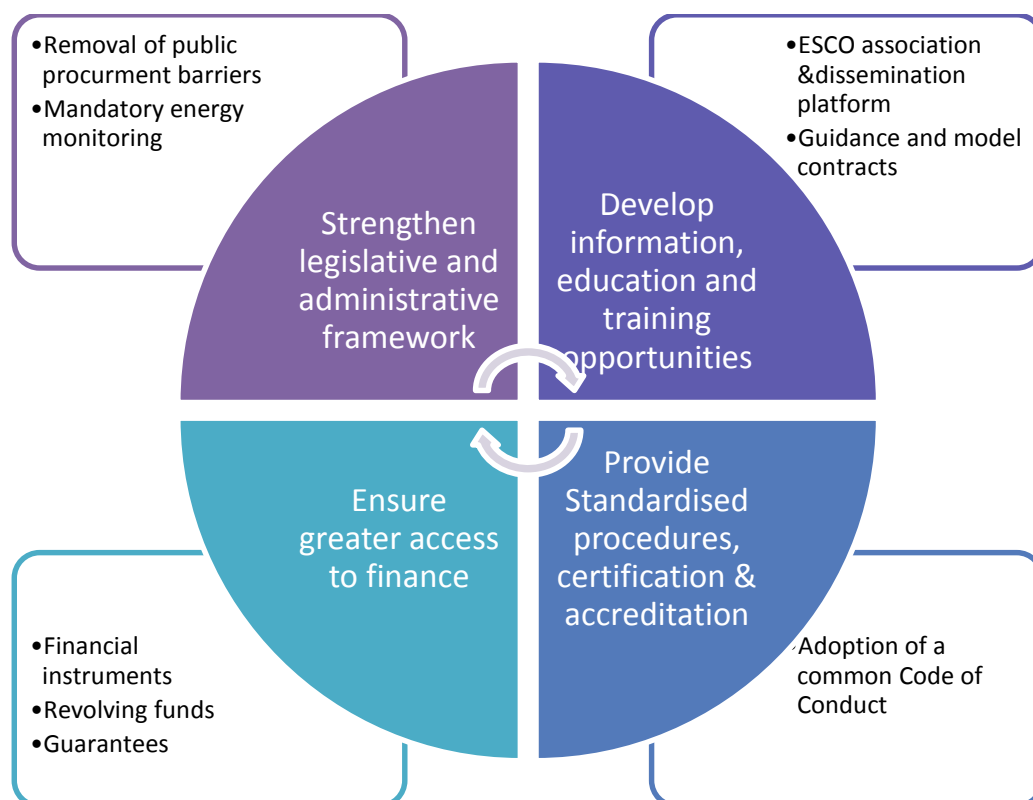 •Removal of public
procurment barriers
•Mandatory energy
monitoring
•ESCO association
&dissemination
platform
•Guidance and model
contracts
Strengthen
legislative and
administrative
framework
Develop
information,
education and
training
opportunities
Ensure
greater access
to finance
Provide
Standardised
procedures,
certification &
accreditation
•Financial
instruments
•Revolving funds
•Guarantees
•Adoption of a
common Code of
Conduct